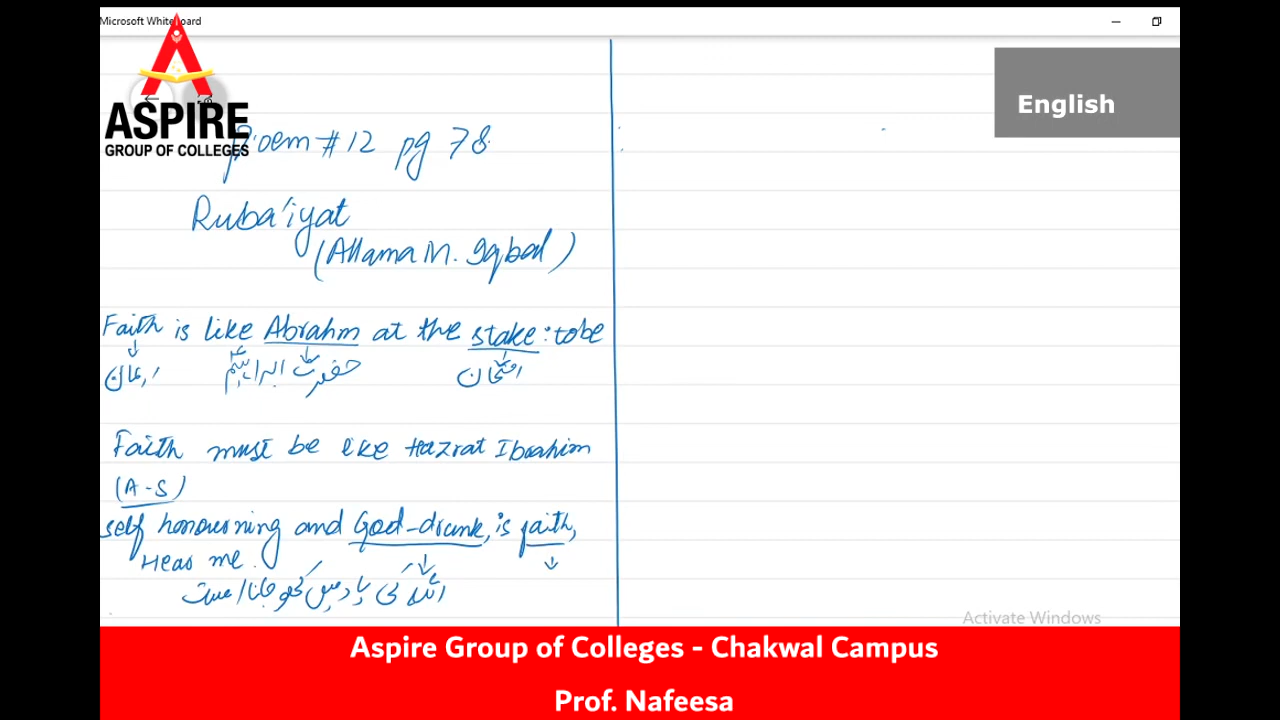 Microsoft Whiteboard
ASPIRE
GROUP OF COLLEGES
English
Poem # 12 pg 78
Ruba'iyat
(Allama M. Iqbal)
Faith is like Abrahm at the stake: to be
ایمان حضرت ابراہیمؑ امتحان
Faith must be like Hazrat Ibrahim
(A-S)
self honourning and God-drunk, is faith,
Hear me.
اللہ کی یاد میں کھو جانا / مست
Activate Windows
Aspire Group of Colleges - Chakwal Campus
Prof. Nafeesa